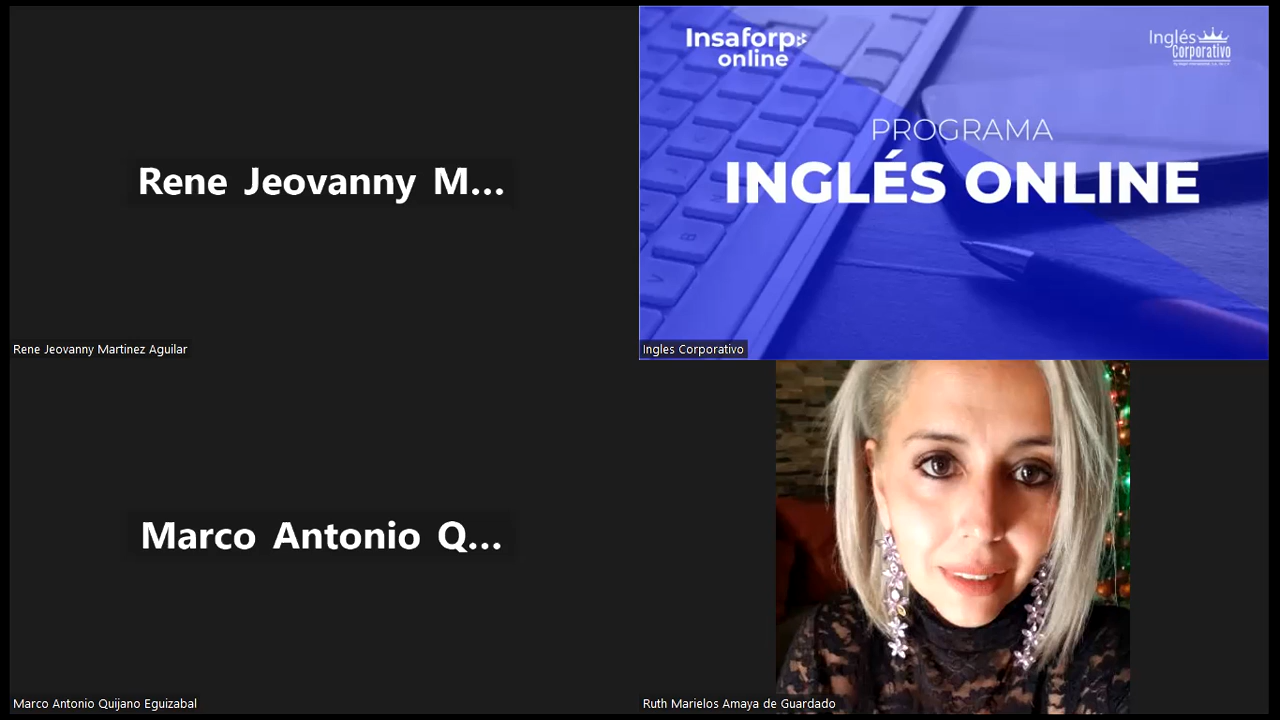 Rene Jeovanny M...
Rene Jeovanny Martinez Aguilar
Insaforp
online
Inglés
Corporativo
PROGRAMA
INGLÉS ONLINE
Ingles Corporativo
Marco Antonio Q...
Marco Antonio Quijano Eguizabal
Ruth Marielos Amaya de Guardado